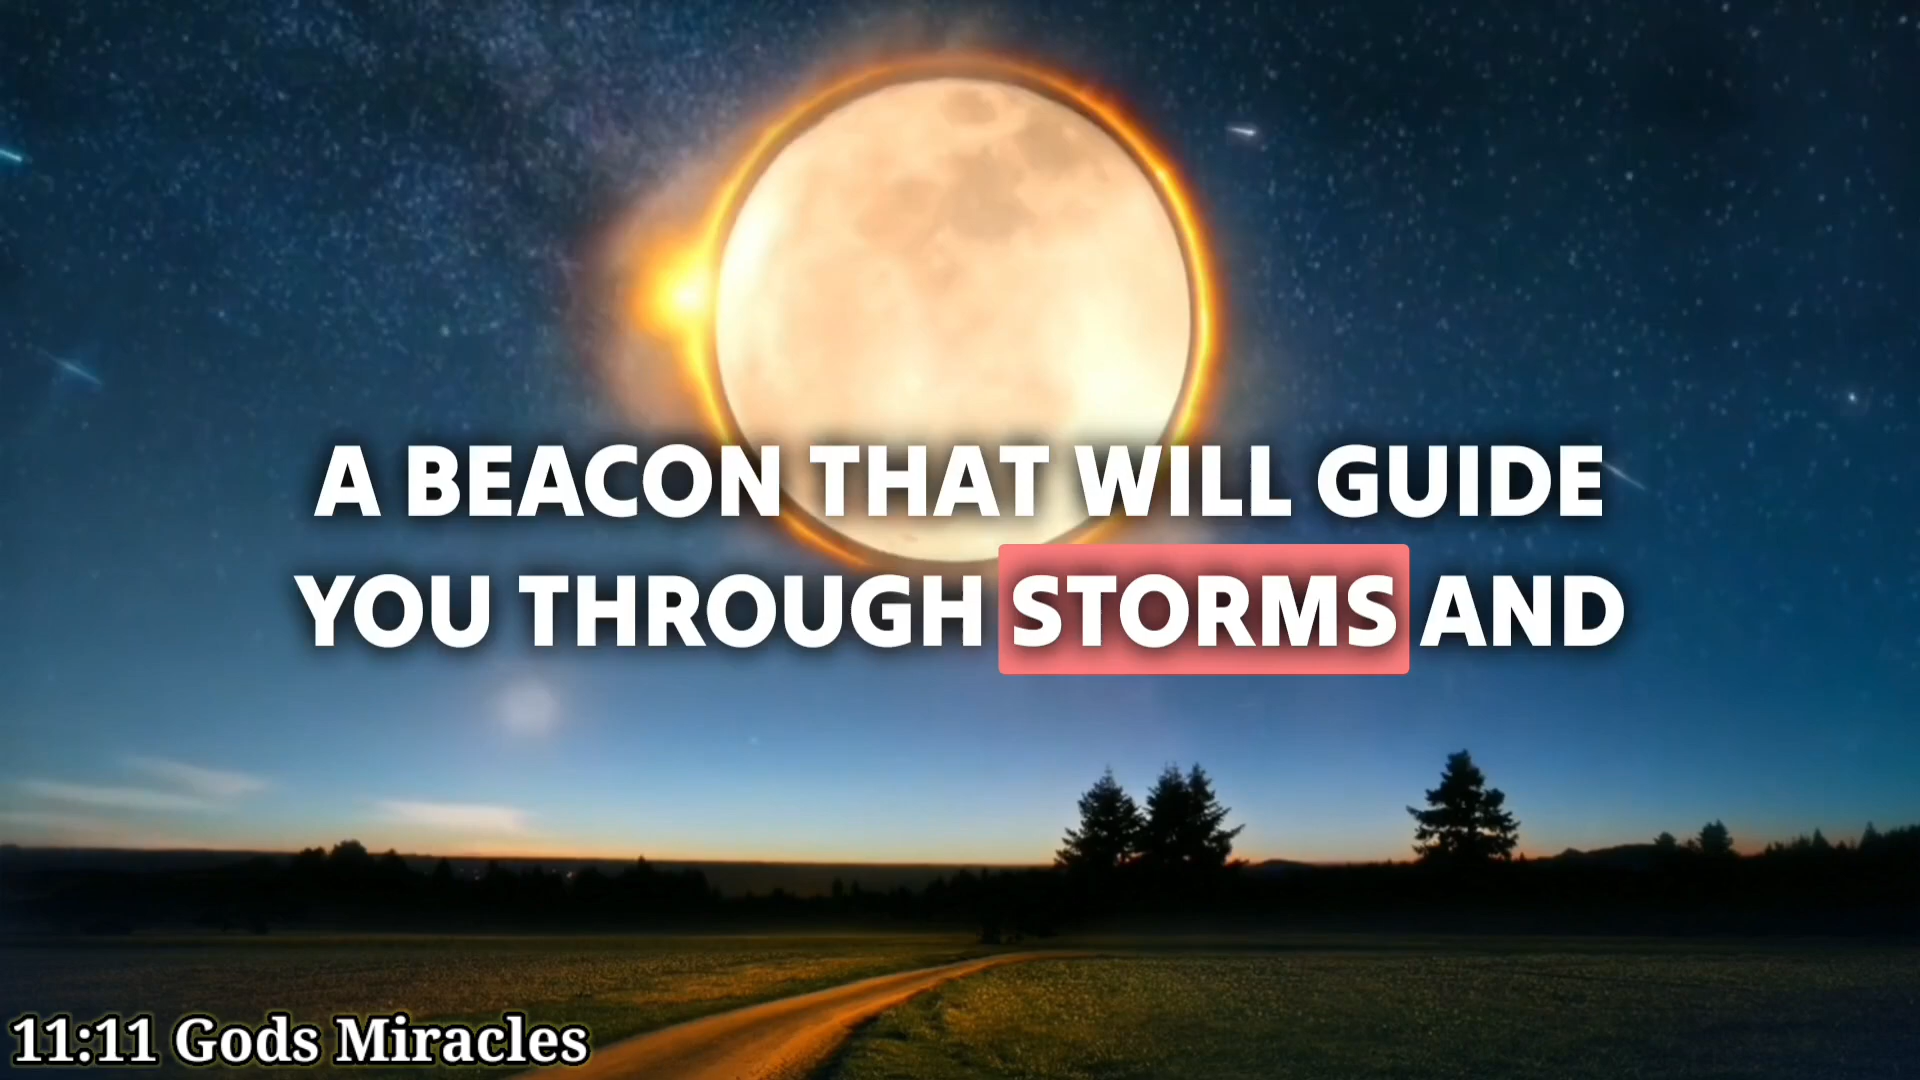 A BEACON THAT WILL GUIDE
YOU THROUGH STORMS AND
11:11 Gods Miracles